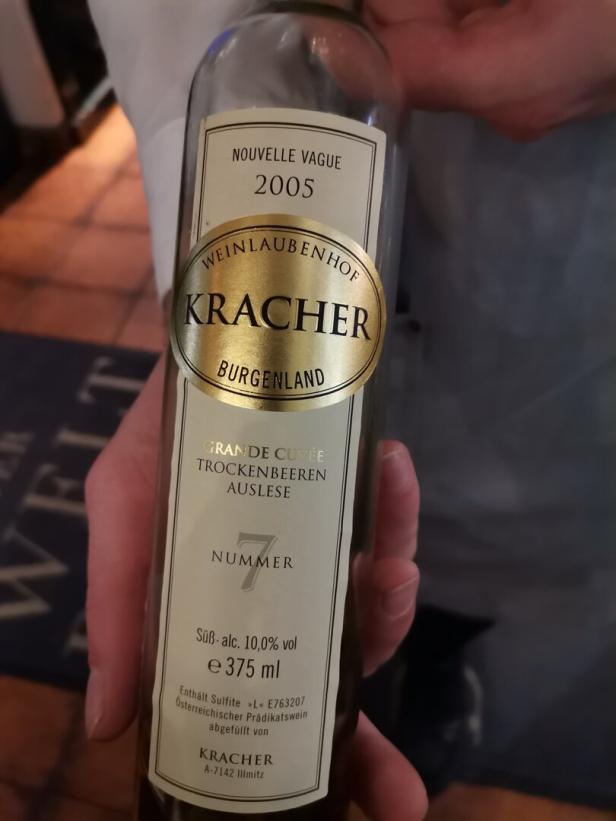 NOUVELLE VAGUE
2005
WEINLAUBENHOF
KRACHER
BURGENLAND
GRANDE CUVÉE
TROCKENBEEREN
AUSLESE
7
NUMMER
Süß · alc. 10,0% vol
e 375 ml
Enthält Sulfite »L« E763207
Österreichischer Prädikatswein
abgefüllt von
KRACHER
A-7142 Illmitz
WELT